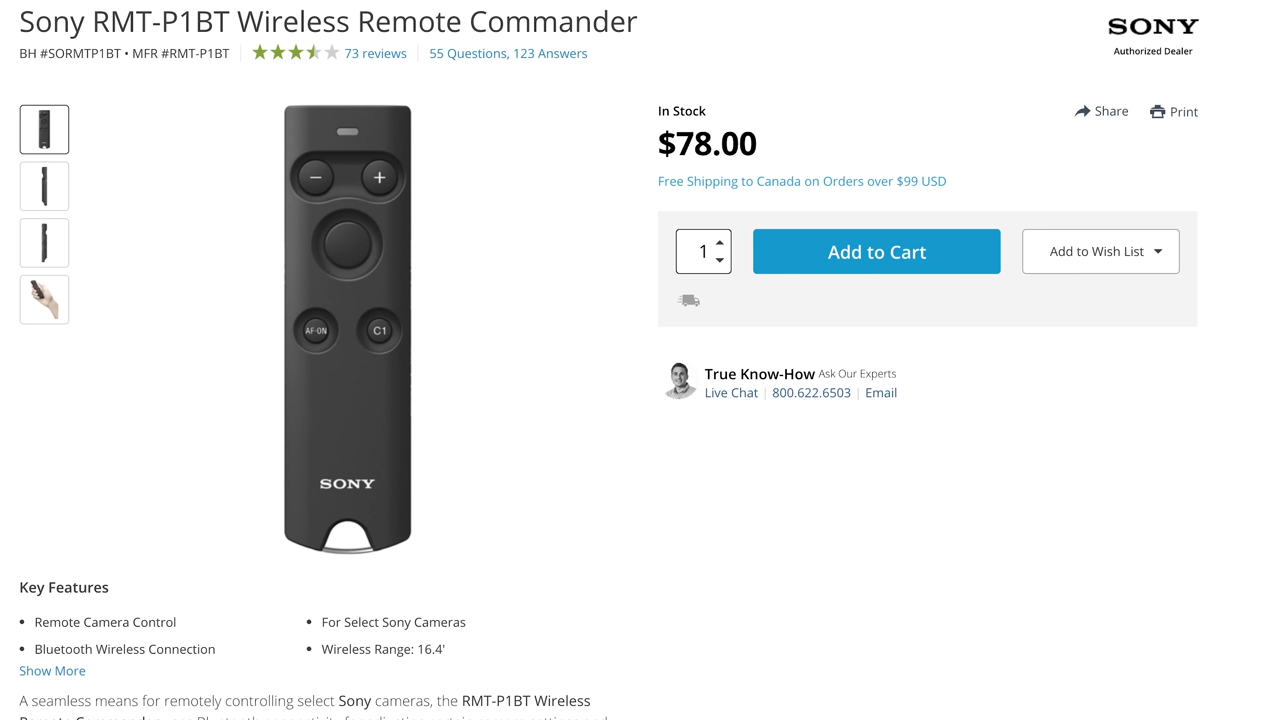 Sony RMT-P1BT Wireless Remote Commander
BH #SORMTP1BT • MFR #RMT-P1BT
73 reviews
55 Questions, 123 Answers
SONY
Authorized Dealer
In Stock
Share
Print
$78.00
Free Shipping to Canada on Orders over $99 USD
1
Add to Cart
Add to Wish List
True Know-How Ask Our Experts
Live Chat | 800.622.6503 | Email
− +
AF-ON C1
SONY
Key Features
• Remote Camera Control
• For Select Sony Cameras
• Bluetooth Wireless Connection
• Wireless Range: 16.4'
Show More
A seamless means for remotely controlling select Sony cameras, the RMT-P1BT Wireless